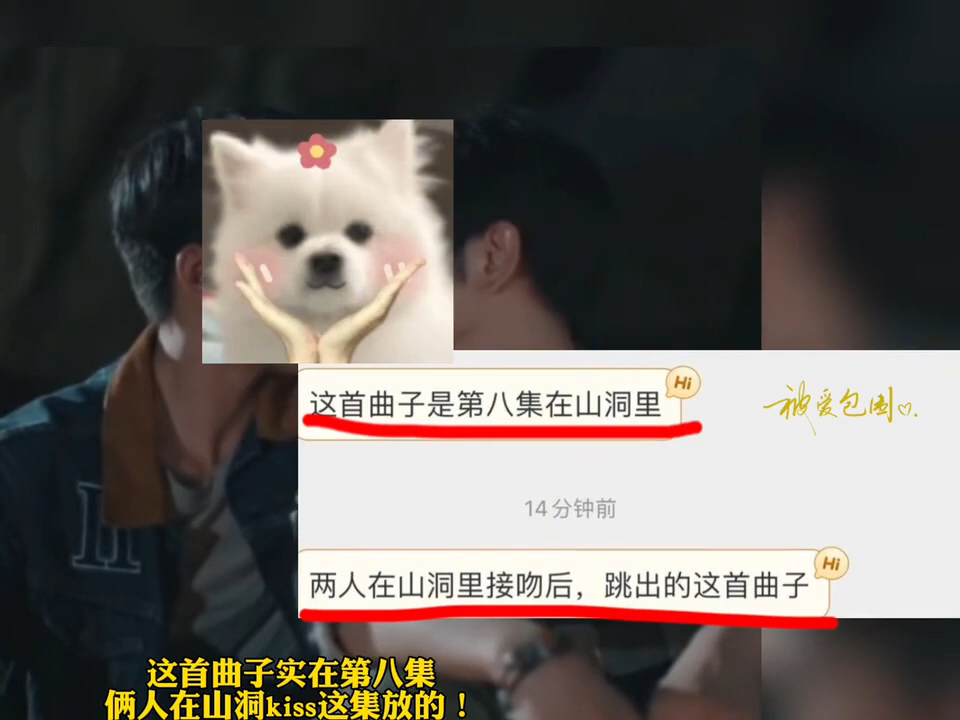 这首曲子是第八集在山洞里
Hi
被爱包围♡.
14分钟前
两人在山洞里接吻后，跳出的这首曲子
Hi
这首曲子实在第八集
俩人在山洞kiss这集放的！